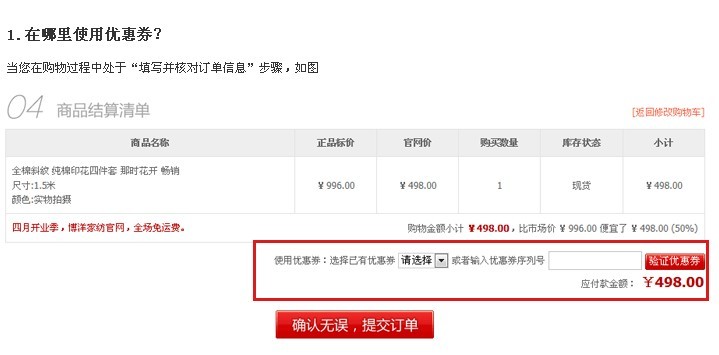 1.在哪里使用优惠券？
当您在购物过程中处于“填写并核对订单信息”步骤，如图
04 商品结算清单 [返回修改购物车]
商品名称 正品标价 官网价 购买数量 库存状态 小计
全棉斜纹 纯棉印花四件套 那时花开 畅销
尺寸:1.5米 ¥ 996.00 ¥ 498.00 1 现货 ¥ 498.00
颜色:实物拍摄
四月开业季，博洋家纺官网，全场免运费。 购物金额小计 ¥ 498.00，比市场价 ¥ 996.00 便宜了 ¥ 498.00 (50%)
使用优惠券：选择已有优惠券 请选择 或者输入优惠券序列号 验证优惠券
应付款金额： ¥498.00
确认无误，提交订单